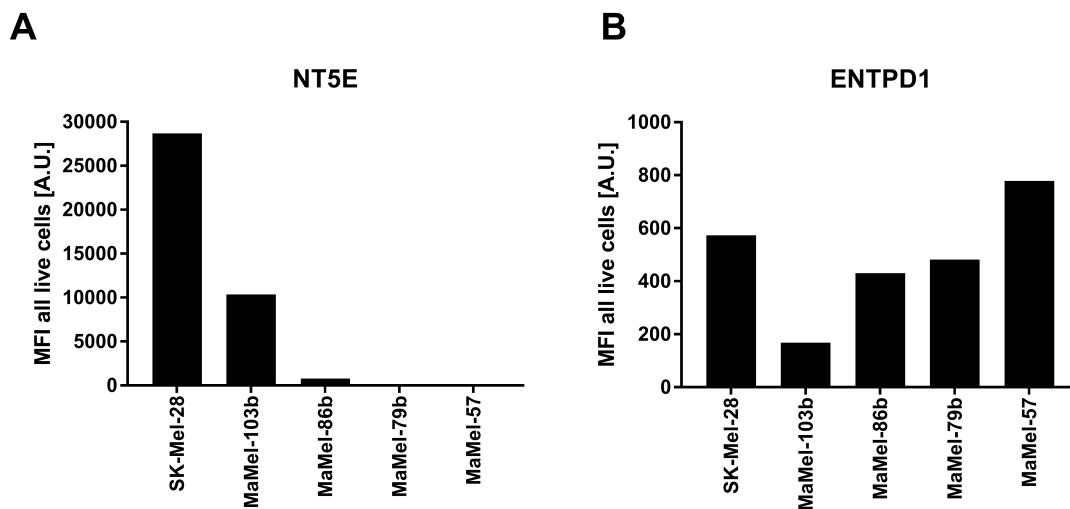 A
NT5E
MFI all live cells [A.U.]
30000
25000
20000
15000
10000
5000
0
SK-Mel-28
MaMel-103b
MaMel-86b
MaMel-79b
MaMel-57
B
ENTPD1
MFI all live cells [A.U.]
1000
800
600
400
200
0
SK-Mel-28
MaMel-103b
MaMel-86b
MaMel-79b
MaMel-57